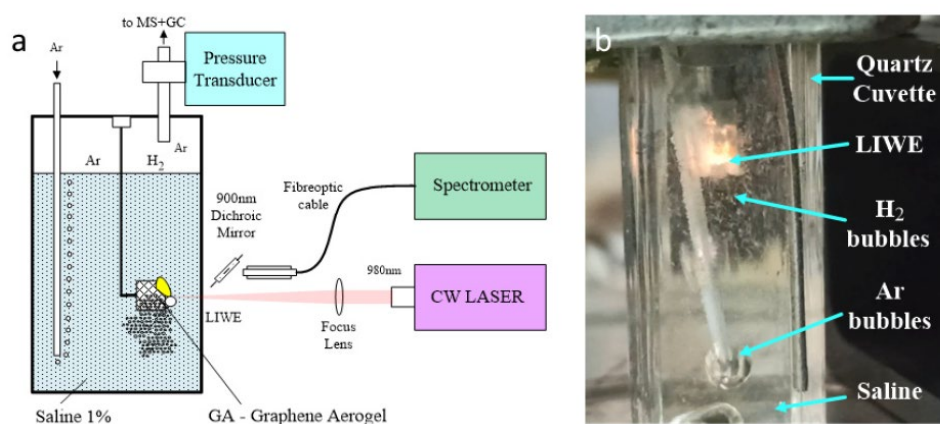 a
to MS+GC
Ar
Pressure
Transducer
Ar
Ar
H2
900nm
Dichroic
Mirror
Fibreoptic
cable
Spectrometer
980nm
CW LASER
LIWE
Focus
Lens
Saline 1%
GA - Graphene Aerogel
b
Quartz
Cuvette
LIWE
H2
bubbles
Ar
bubbles
Saline